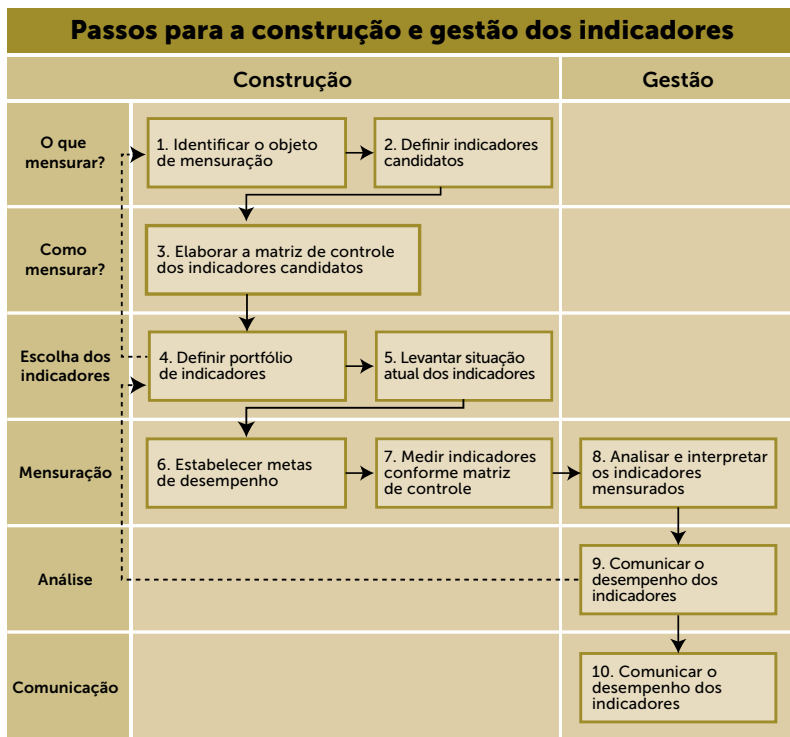 Passos para a construção e gestão dos indicadores
Construção
Gestão
O que
mensurar?
1. Identificar o objeto
de mensuração
2. Definir indicadores
candidatos
Como
mensurar?
3. Elaborar a matriz de controle
dos indicadores candidatos
Escolha dos
indicadores
4. Definir portfólio
de indicadores
5. Levantar situação
atual dos indicadores
Mensuração
6. Estabelecer metas
de desempenho
7. Medir indicadores
conforme matriz
de controle
8. Analisar e interpretar
os indicadores
mensurados
Análise
9. Comunicar o
desempenho dos
indicadores
Comunicação
10. Comunicar o
desempenho dos
indicadores